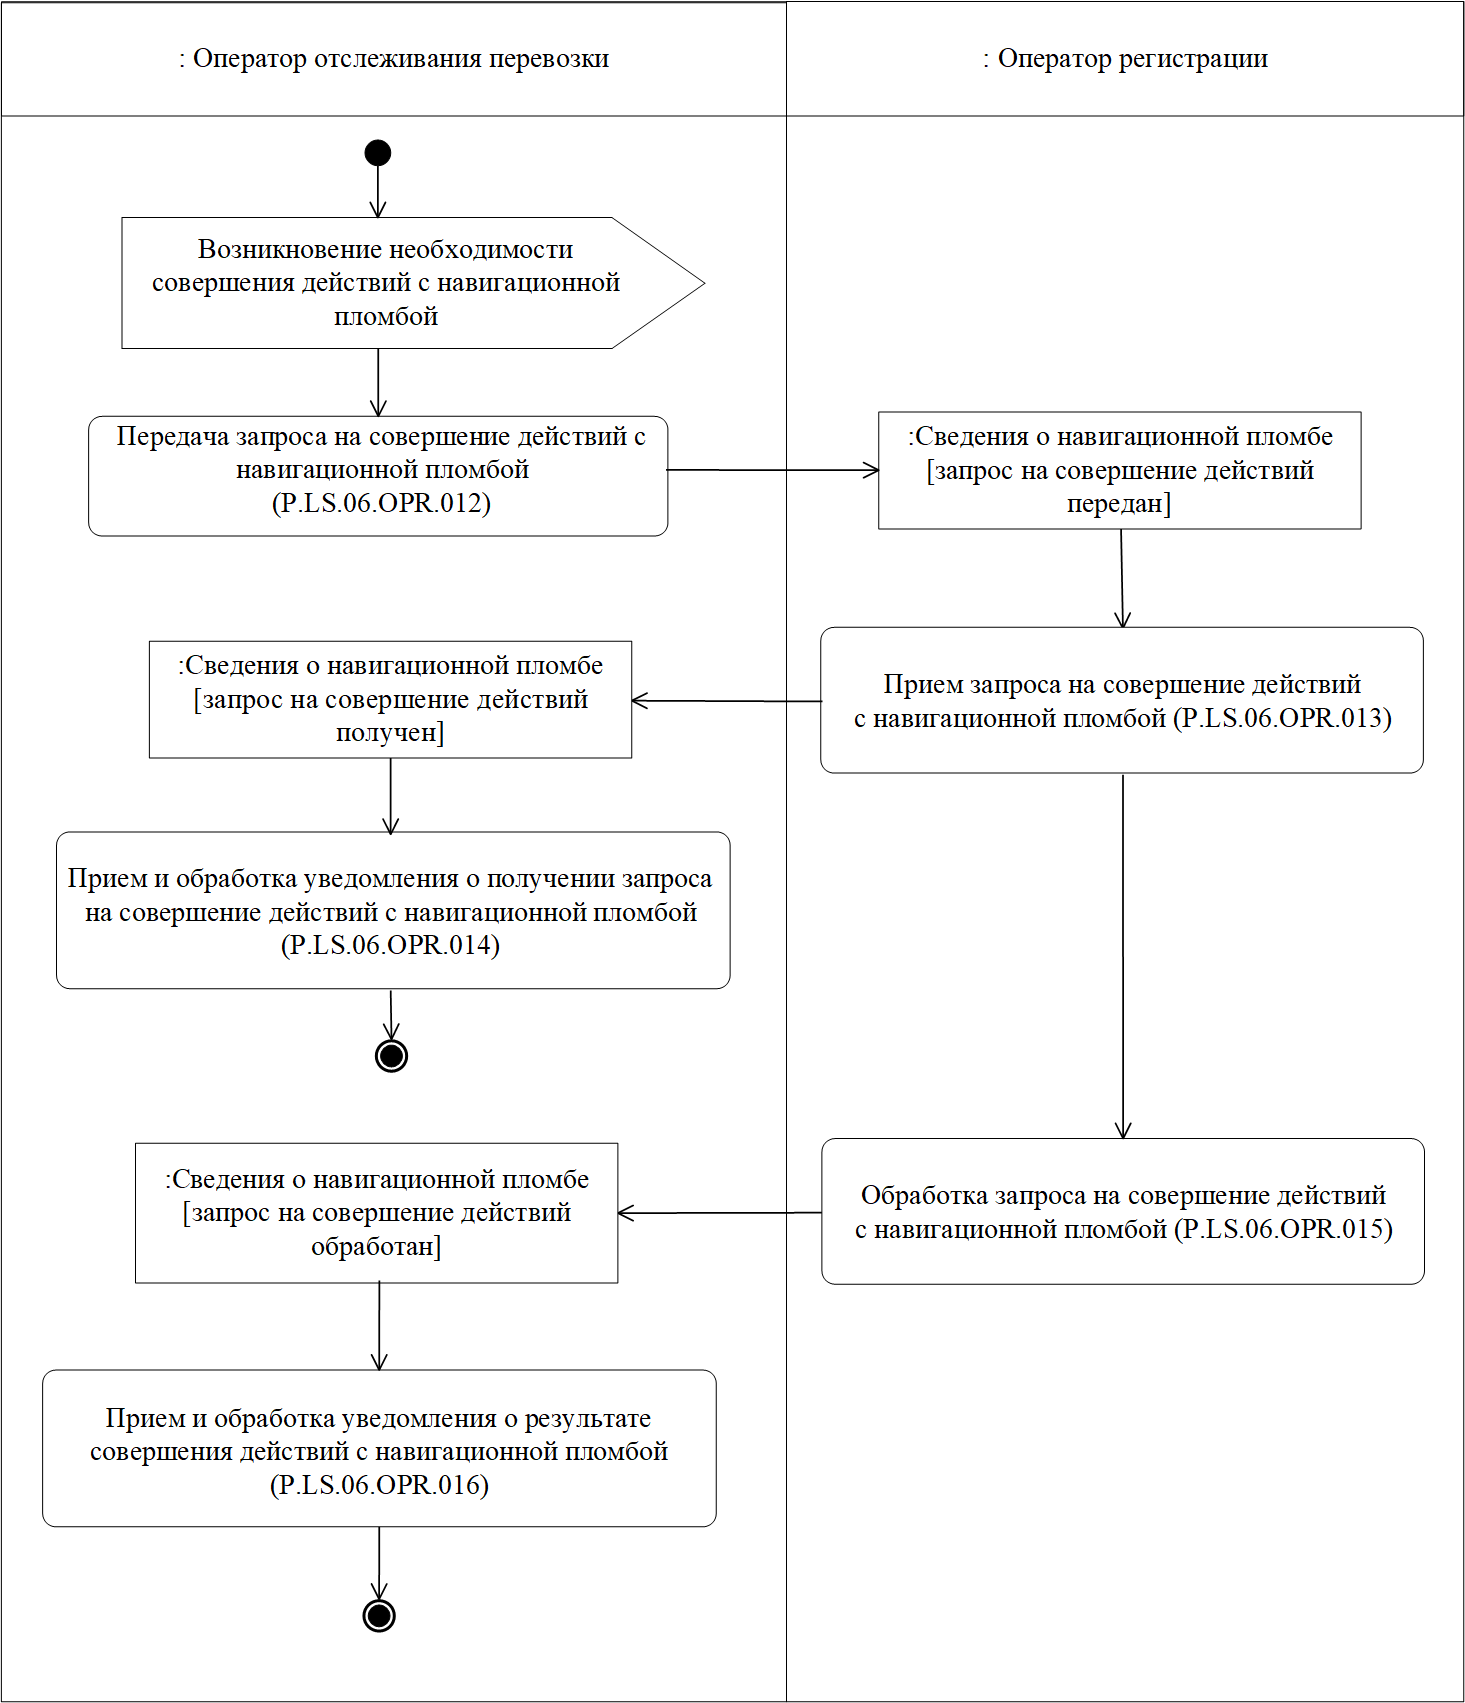 : Оператор отслеживания перевозки
: Оператор регистрации
Возникновение необходимости
совершения действий с навигационной
пломбой
Передача запроса на совершение действий с
навигационной пломбой
(P.LS.06.OPR.012)
:Сведения о навигационной пломбе
[запрос на совершение действий
передан]
Прием запроса на совершение действий
с навигационной пломбой (P.LS.06.OPR.013)
:Сведения о навигационной пломбе
[запрос на совершение действий
получен]
Прием и обработка уведомления о получении запроса
на совершение действий с навигационной пломбой
(P.LS.06.OPR.014)
Обработка запроса на совершение действий
с навигационной пломбой (P.LS.06.OPR.015)
:Сведения о навигационной пломбе
[запрос на совершение действий
обработан]
Прием и обработка уведомления о результате
совершения действий с навигационной пломбой
(P.LS.06.OPR.016)